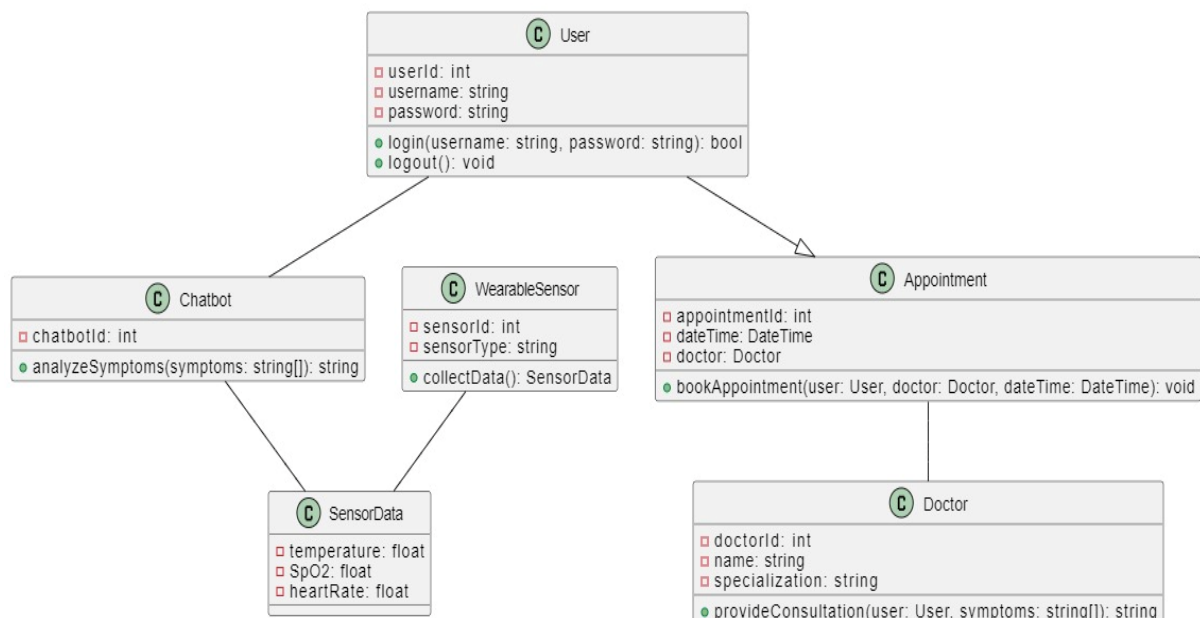 C User
userId: int
username: string
password: string
login(username: string, password: string): bool
logout(): void
C Chatbot
chatbotId: int
analyzeSymptoms(symptoms: string[]): string
C WearableSensor
sensorId: int
sensorType: string
collectData(): SensorData
C Appointment
appointmentId: int
dateTime: DateTime
doctor: Doctor
bookAppointment(user: User, doctor: Doctor, dateTime: DateTime): void
C SensorData
temperature: float
SpO2: float
heartRate: float
C Doctor
doctorId: int
name: string
specialization: string
provideConsultation(user: User, symptoms: string[]): string